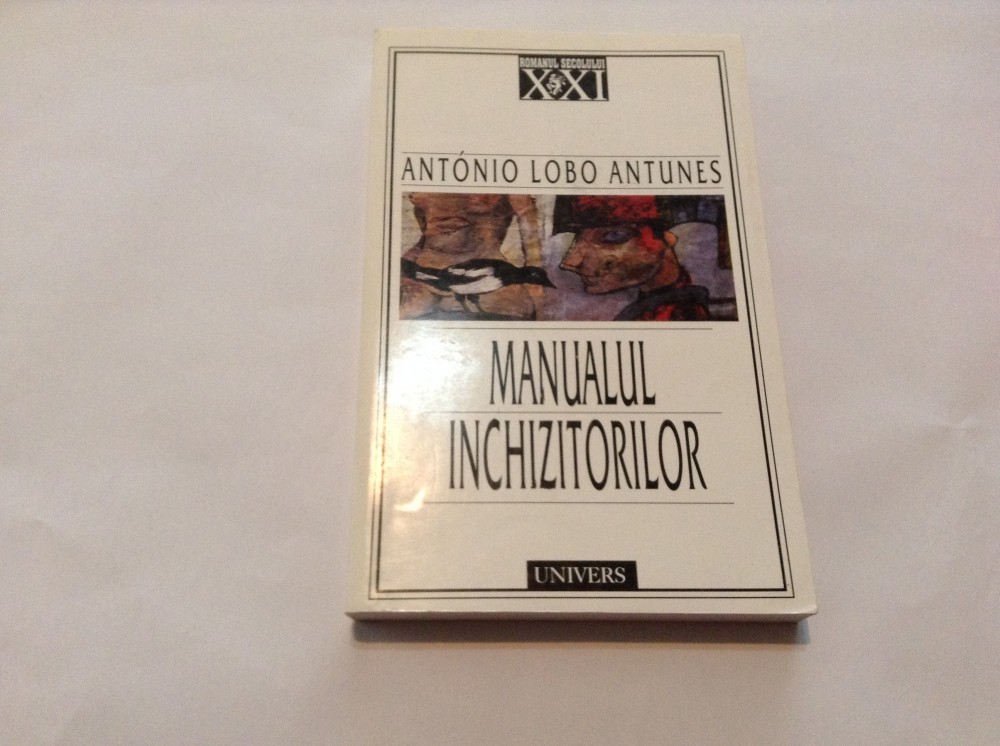 ROMANUL SECOLULUI
XXI
ANTÓNIO LOBO ANTUNES
MANUALUL
INCHIZITORILOR
UNIVERS